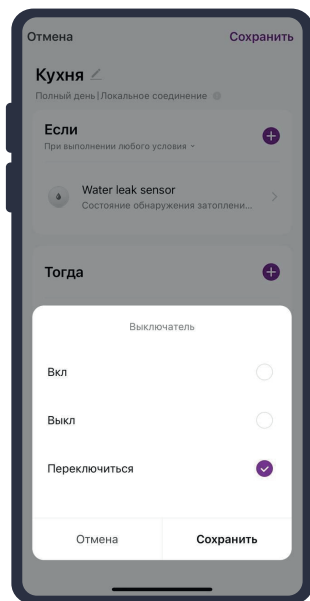 Отмена Сохранить
Кухня
Полный день | Локальное соединение
Если
При выполнении любого условия
Water leak sensor
Состояние обнаружения затоплени...
Тогда
Выключатель
Вкл
Выкл
Переключиться
Отмена Сохранить